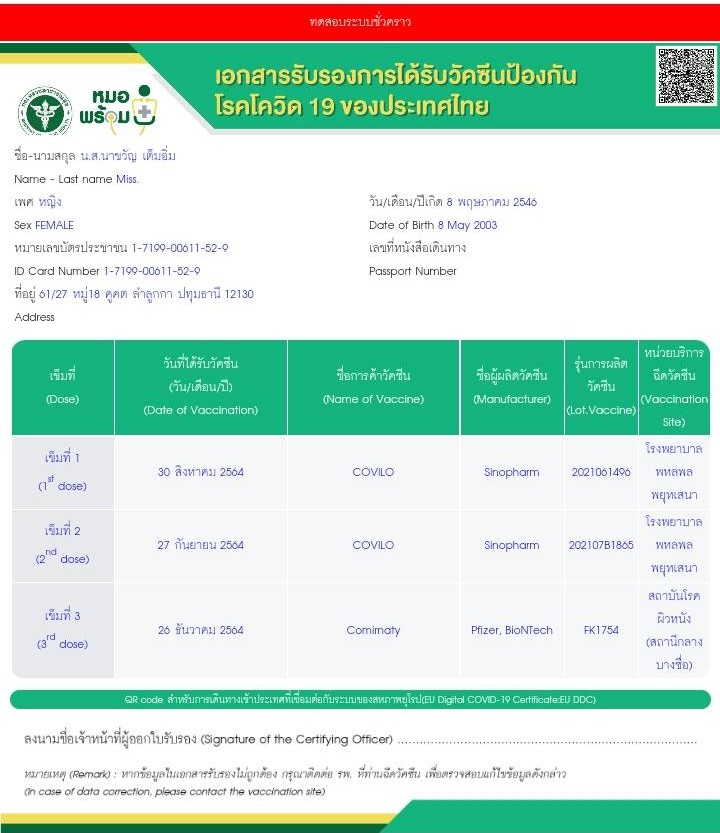 ทดสอบระบบชั่วคราว
หมอ
พร้อม
เอกสารรับรองการได้รับวัคซีนป้องกัน
โรคโควิด 19 ของประเทศไทย
ชื่อ-นามสกุล น.ส.นาขวัญ เต็มอิ่ม
Name - Last name Miss.
เพศ หญิง
วัน/เดือน/ปีเกิด 8 พฤษภาคม 2546
Sex FEMALE
Date of Birth 8 May 2003
หมายเลขบัตรประชาชน 1-7199-00611-52-9
เลขที่หนังสือเดินทาง
ID Card Number 1-7199-00611-52-9
Passport Number
ที่อยู่ 61/27 หมู่18 คูคต ลำลูกกา ปทุมธานี 12130
Address
เข็มที่
(Dose)
วันที่ได้รับวัคซีน
(วัน/เดือน/ปี)
(Date of Vaccination)
ชื่อการค้าวัคซีน
(Name of Vaccine)
ชื่อผู้ผลิตวัคซีน
(Manufacturer)
รุ่นการผลิต
วัคซีน
(Lot.Vaccine)
หน่วยบริการ
ฉีดวัคซีน
(Vaccination
Site)
เข็มที่ 1
(1st dose)
30 สิงหาคม 2564
COVILO
Sinopharm
2021061496
โรงพยาบาล
พหลพล
พยุหเสนา
เข็มที่ 2
(2nd dose)
27 กันยายน 2564
COVILO
Sinopharm
202107B1865
โรงพยาบาล
พหลพล
พยุหเสนา
เข็มที่ 3
(3rd dose)
26 ธันวาคม 2564
Comirnaty
Pfizer, BioNTech
FK1754
สถาบันโรค
ผิวหนัง
(สถานีกลาง
บางซื่อ)
QR code สำหรับการเดินทางเข้าประเทศที่เชื่อมต่อกับระบบของสหภาพยุโรป(EU Digital COVID-19 Certificate:EU DDC)
ลงนามชื่อเจ้าหน้าที่ผู้ออกใบรับรอง (Signature of the Certifying Officer) ................................................................................
หมายเหตุ (Remark) : หากข้อมูลในเอกสารรับรองไม่ถูกต้อง กรุณาติดต่อ รพ. ที่ท่านฉีดวัคซีน เพื่อตรวจสอบแก้ไขข้อมูลดังกล่าว
(In case of data correction, please contact the vaccination site)